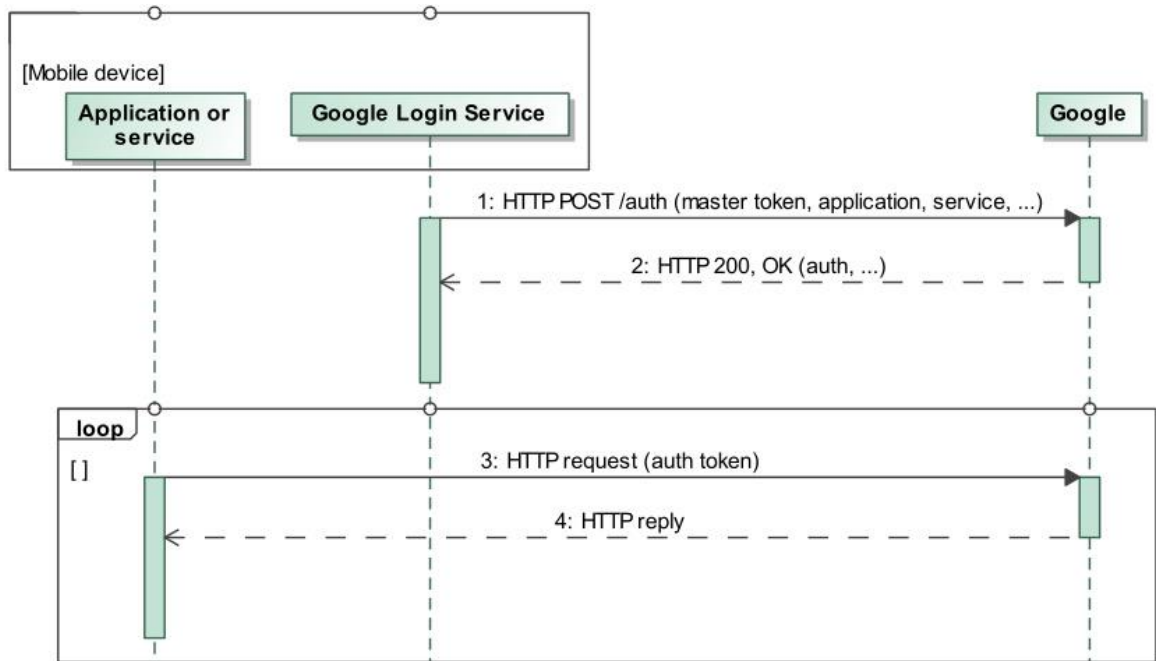 [Mobile device]
Application or
service
Google Login Service
Google
1: HTTP POST /auth (master token, application, service, ...)
2: HTTP 200, OK (auth, ...)
loop
[ ]
3: HTTP request (auth token)
4: HTTP reply